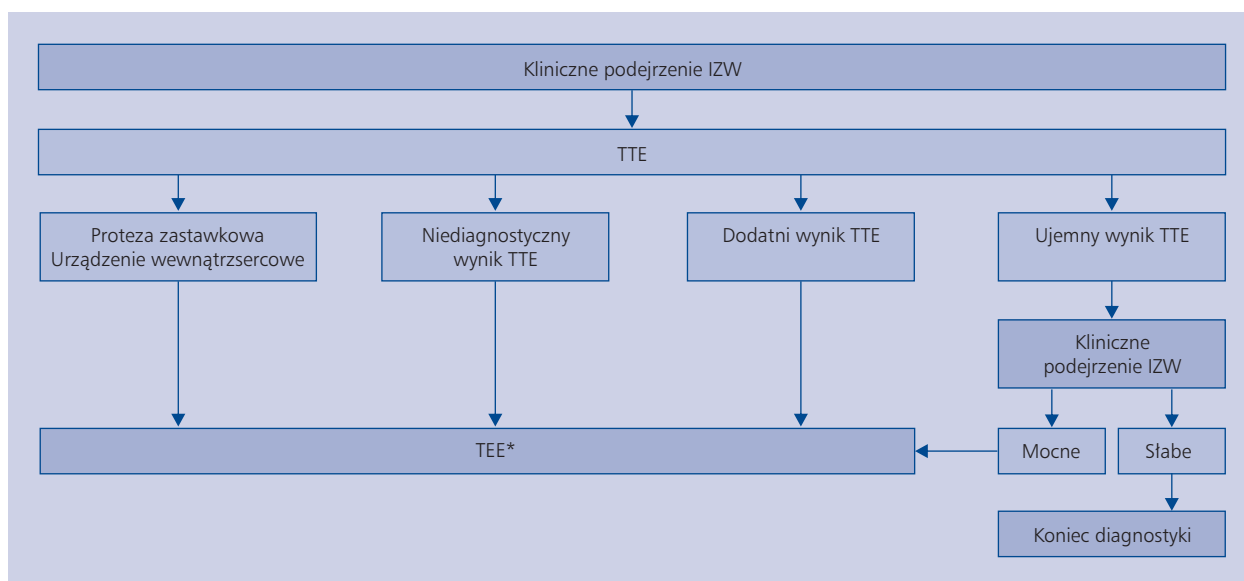 Kliniczne podejrzenie IZW
TTE
Proteza zastawkowa
Urządzenie wewnątrzsercowe
Niediagnostyczny
wynik TTE
Dodatni wynik TTE
Ujemny wynik TTE
Kliniczne
podejrzenie IZW
TEE*
Mocne
Słabe
Koniec diagnostyki